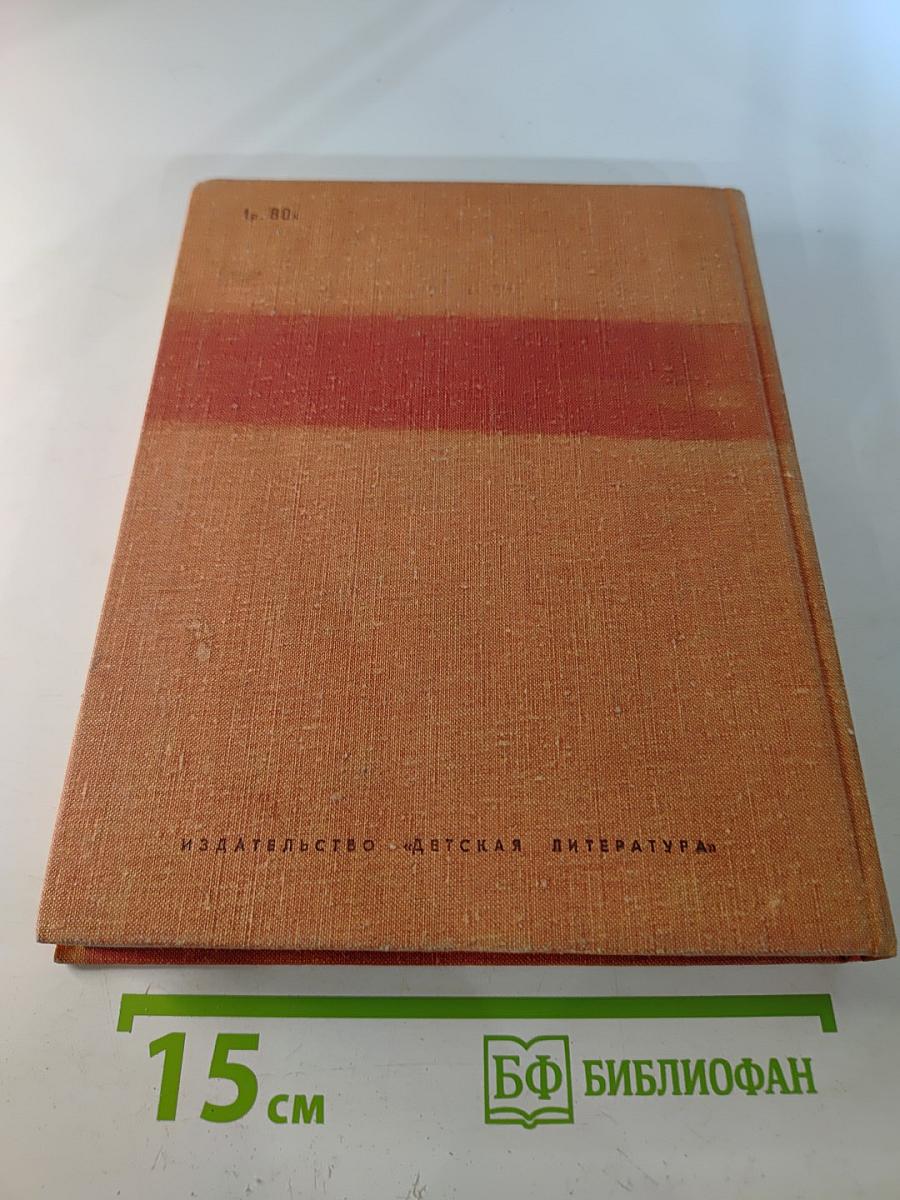 1р. 80к
ИЗДАТЕЛЬСТВО «ДЕТСКАЯ ЛИТЕРАТУРА»
15 см
БФ БИБЛИОФАН